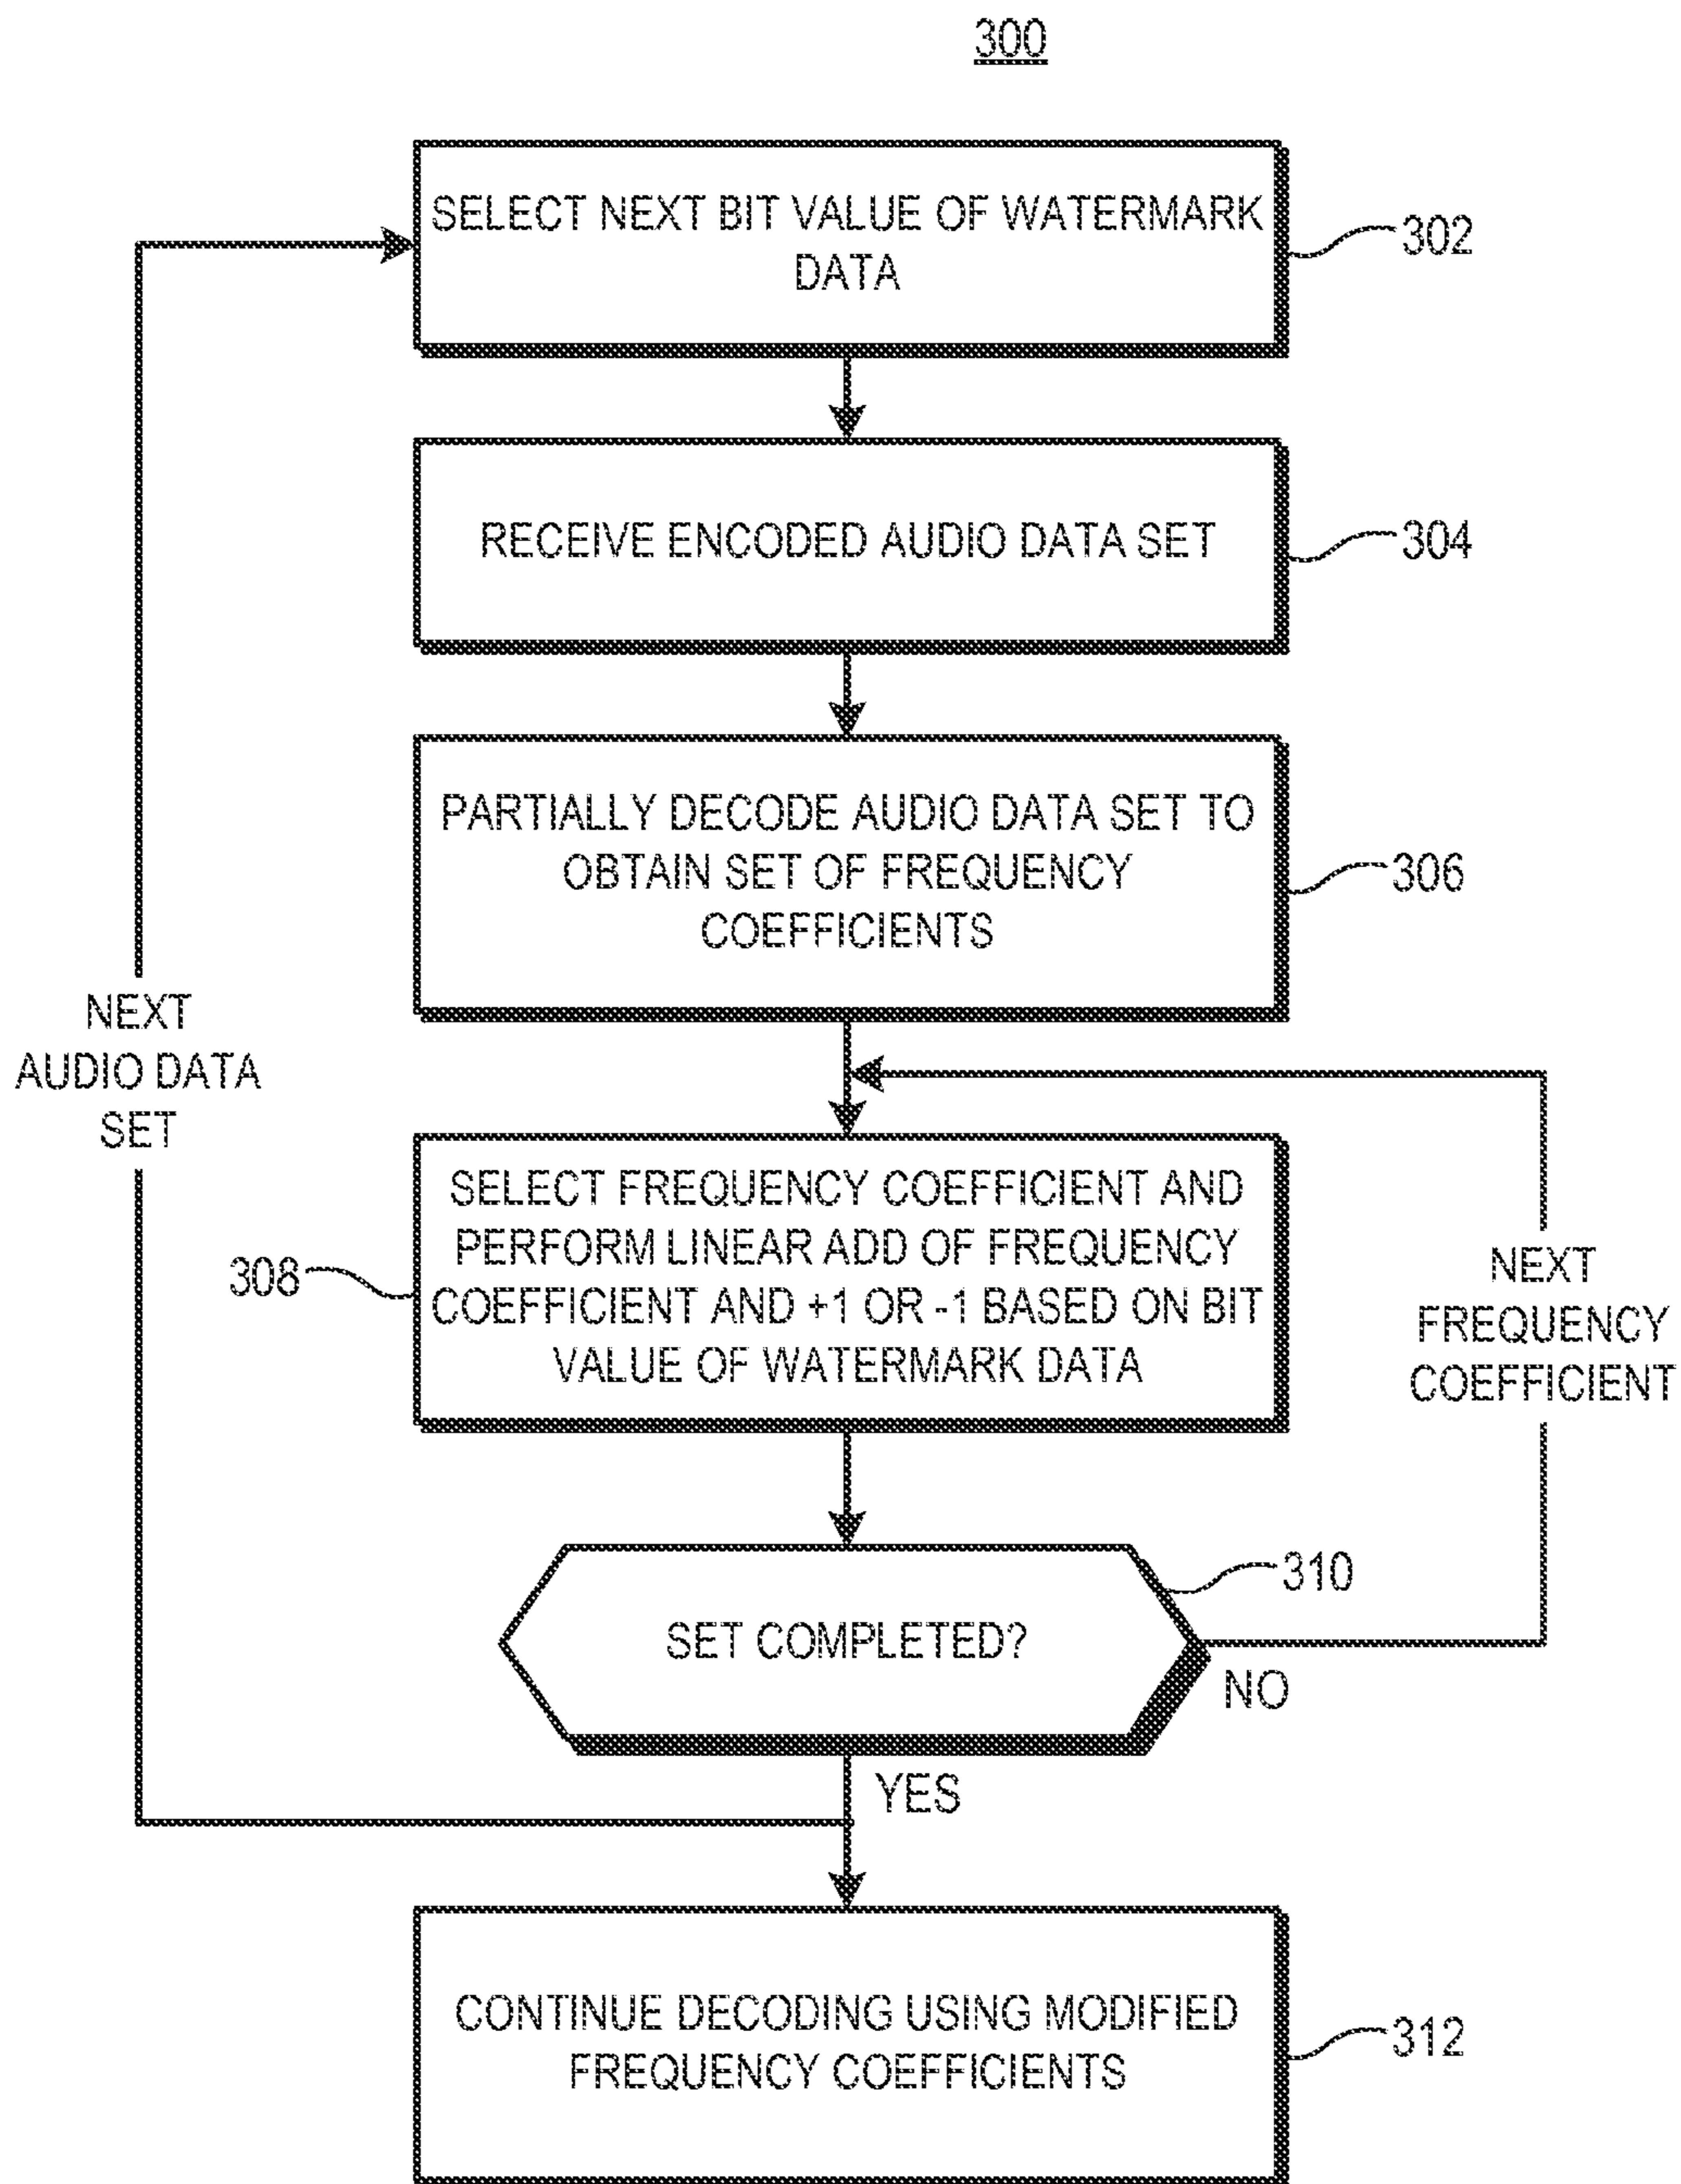 300
SELECT NEXT BIT VALUE OF WATERMARK
DATA
302
RECEIVE ENCODED AUDIO DATA SET
304
PARTIALLY DECODE AUDIO DATA SET TO
OBTAIN SET OF FREQUENCY
COEFFICIENTS
306
NEXT
AUDIO DATA
SET
SELECT FREQUENCY COEFFICIENT AND
PERFORM LINEAR ADD OF FREQUENCY
COEFFICIENT AND +1 OR -1 BASED ON BIT
VALUE OF WATERMARK DATA
308
NEXT
FREQUENCY
COEFFICIENT
310
SET COMPLETED?
NO
YES
CONTINUE DECODING USING MODIFIED
FREQUENCY COEFFICIENTS
312